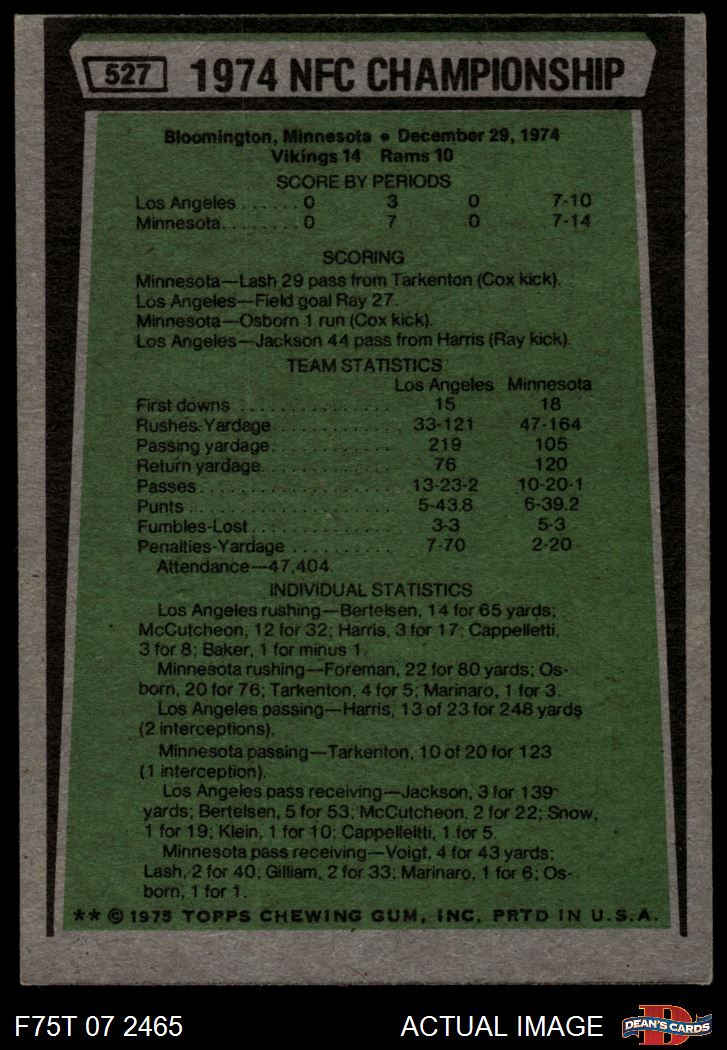 527 1974 NFC CHAMPIONSHIP
Bloomington, Minnesota • December 29, 1974
Vikings 14 Rams 10
SCORE BY PERIODS
Los Angeles ...... 0 3 0 7-10
Minnesota ........ 0 7 0 7-14
SCORING
Minnesota—Lash 29 pass from Tarkenton (Cox kick).
Los Angeles—Field goal Ray 27.
Minnesota—Osborn 1 run (Cox kick).
Los Angeles—Jackson 44 pass from Harris (Ray kick).
TEAM STATISTICS
Los Angeles Minnesota
First downs ............... 15 18
Rushes-Yardage ............ 33-121 47-164
Passing yardage ............ 219 105
Return yardage ............. 76 120
Passes .................. 13-23-2 10-20-1
Punts ................... 5-43.8 6-39.2
Fumbles-Lost ............. 3-3 5-3
Penalties-Yardage .......... 7-70 2-20
Attendance—47,404.
INDIVIDUAL STATISTICS
Los Angeles rushing—Bertelsen, 14 for 65 yards;
McCutcheon, 12 for 32; Harris, 3 for 17; Cappelletti,
3 for 8; Baker, 1 for minus 1.
Minnesota rushing—Foreman, 22 for 80 yards; Os-
born, 20 for 76; Tarkenton, 4 for 5; Marinaro, 1 for 3.
Los Angeles passing—Harris, 13 of 23 for 248 yards
(2 interceptions).
Minnesota passing—Tarkenton, 10 of 20 for 123
(1 interception).
Los Angeles pass receiving—Jackson, 3 for 139
yards; Bertelsen, 5 for 53; McCutcheon, 2 for 22; Snow,
1 for 19; Klein, 1 for 10; Cappelleltti, 1 for 5.
Minnesota pass receiving—Voigt, 4 for 43 yards;
Lash, 2 for 40; Gilliam, 2 for 33; Marinaro, 1 for 6; Os-
born, 1 for 1.
** © 1975 TOPPS CHEWING GUM, INC. PRTD IN U.S.A.
F75T 07 2465 ACTUAL IMAGE D DEAN'S CARDS